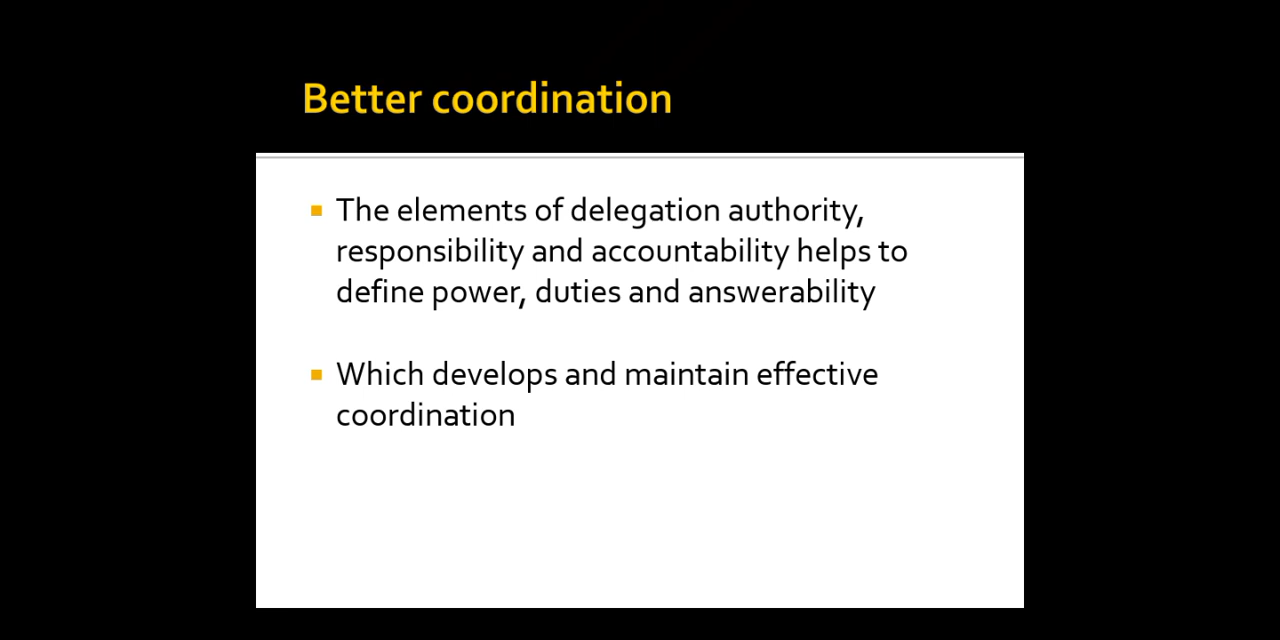 Better coordination
The elements of delegation authority,
responsibility and accountability helps to
define power, duties and answerability
Which develops and maintain effective
coordination